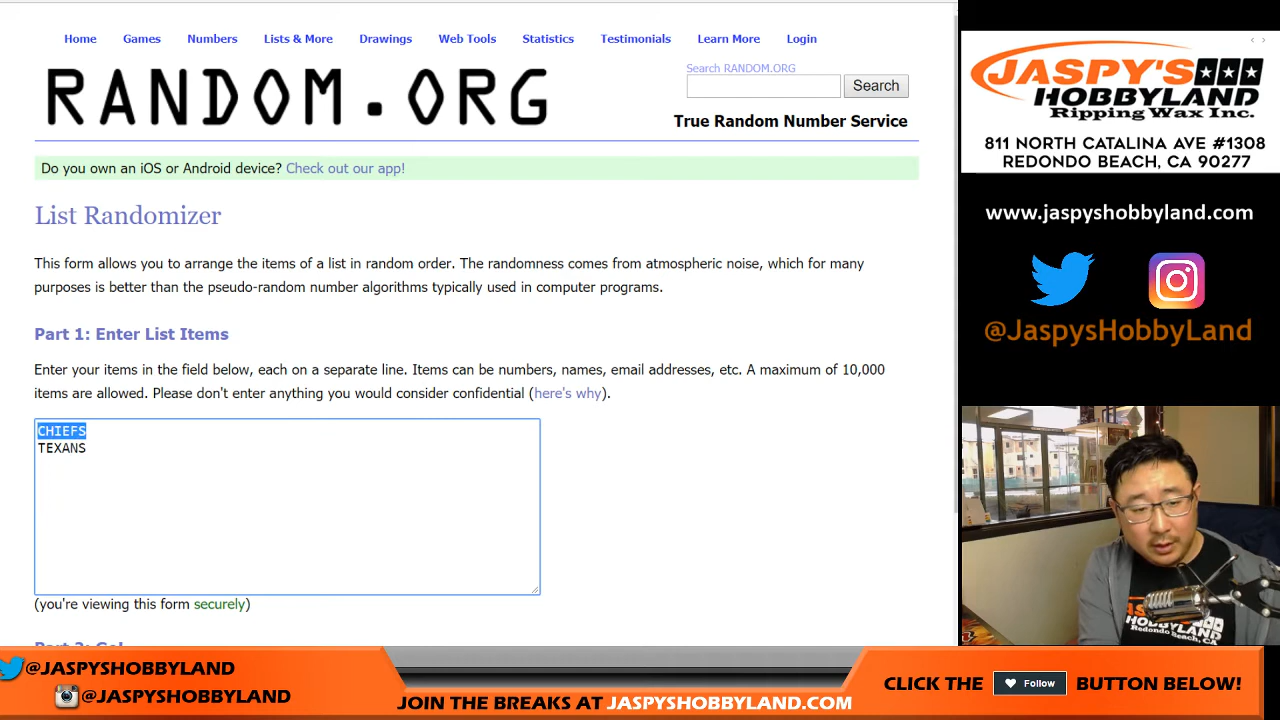 Home Games Numbers Lists & More Drawings Web Tools Statistics Testimonials Learn More Login
RANDOM.ORG
Search RANDOM.ORG
Search
True Random Number Service
Do you own an iOS or Android device? Check out our app!
List Randomizer
This form allows you to arrange the items of a list in random order. The randomness comes from atmospheric noise, which for many
purposes is better than the pseudo-random number algorithms typically used in computer programs.
Part 1: Enter List Items
Enter your items in the field below, each on a separate line. Items can be numbers, names, email addresses, etc. A maximum of 10,000
items are allowed. Please don't enter anything you would consider confidential (here's why).
CHIEFS
TEXANS
(you're viewing this form securely)
Part 2: Go!
JASPY'S
HOBBYLAND
Ripping Wax Inc.
811 NORTH CATALINA AVE #1308
REDONDO BEACH, CA 90277
www.jaspyshobbyland.com
@JaspysHobbyLand
JASPY'S
HOBBYLAND
Redondo Beach, CA
@JASPYSHOBBYLAND
@JASPYSHOBBYLAND
JOIN THE BREAKS AT JASPYSHOBBYLAND.COM
CLICK THE Follow BUTTON BELOW!